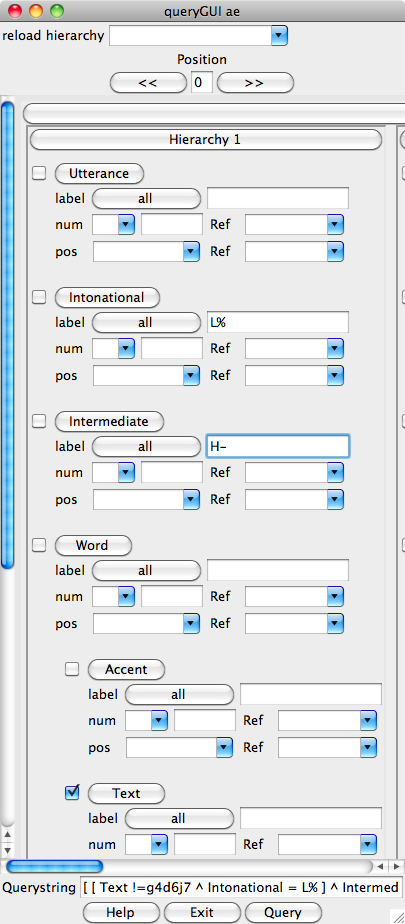 queryGUI ae
reload hierarchy
Position
<< 0 >>
Hierarchy 1
Utterance
label all
num Ref
pos Ref
Intonational
label all L%
num Ref
pos Ref
Intermediate
label all H-
num Ref
pos Ref
Word
label all
num Ref
pos Ref
Accent
label all
num Ref
pos Ref
Text
label all
num Ref
Querystring [ [ Text !=g4d6j7 ^ Intonational = L% ] ^ Intermed
Help Exit Query